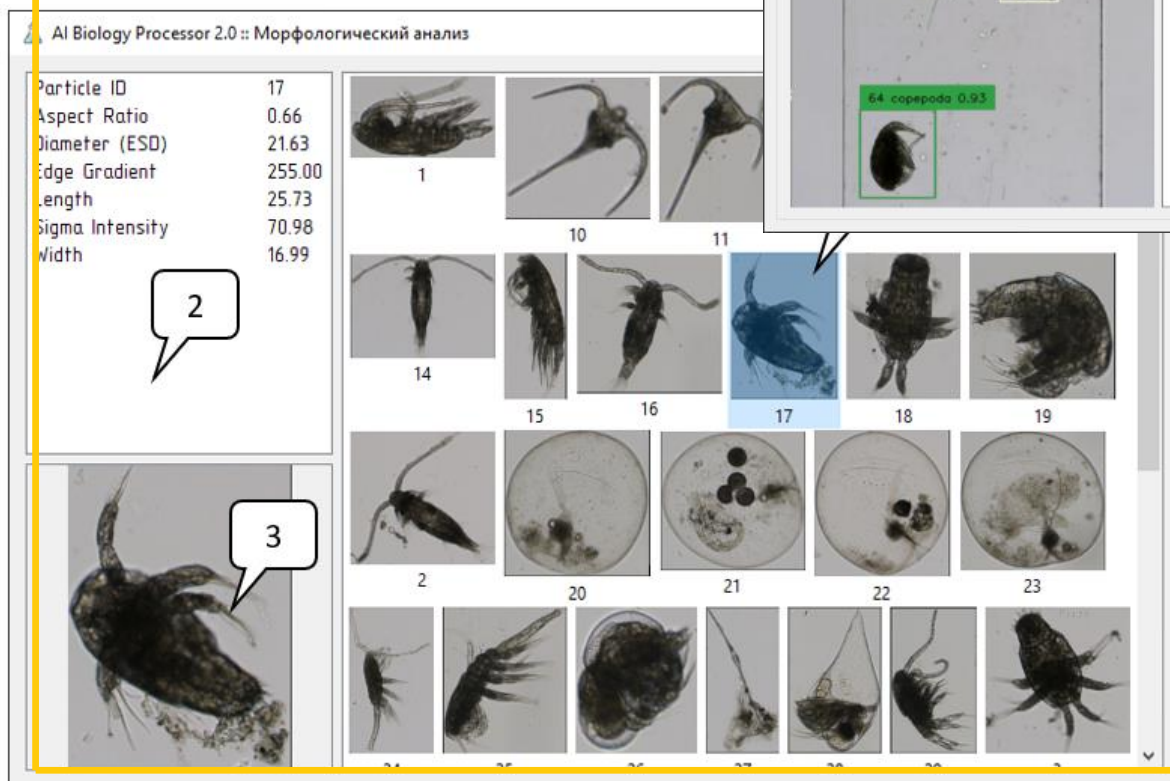 AI Biology Processor 2.0 :: Морфологический анализ
64 copepoda 0.93
Particle ID 17
Aspect Ratio 0.66
Diameter (ESD) 21.63
Edge Gradient 255.00
Length 25.73
Sigma Intensity 70.98
Width 16.99
2
1
10
11
14
15
16
17
18
19
3
2
20
21
22
23